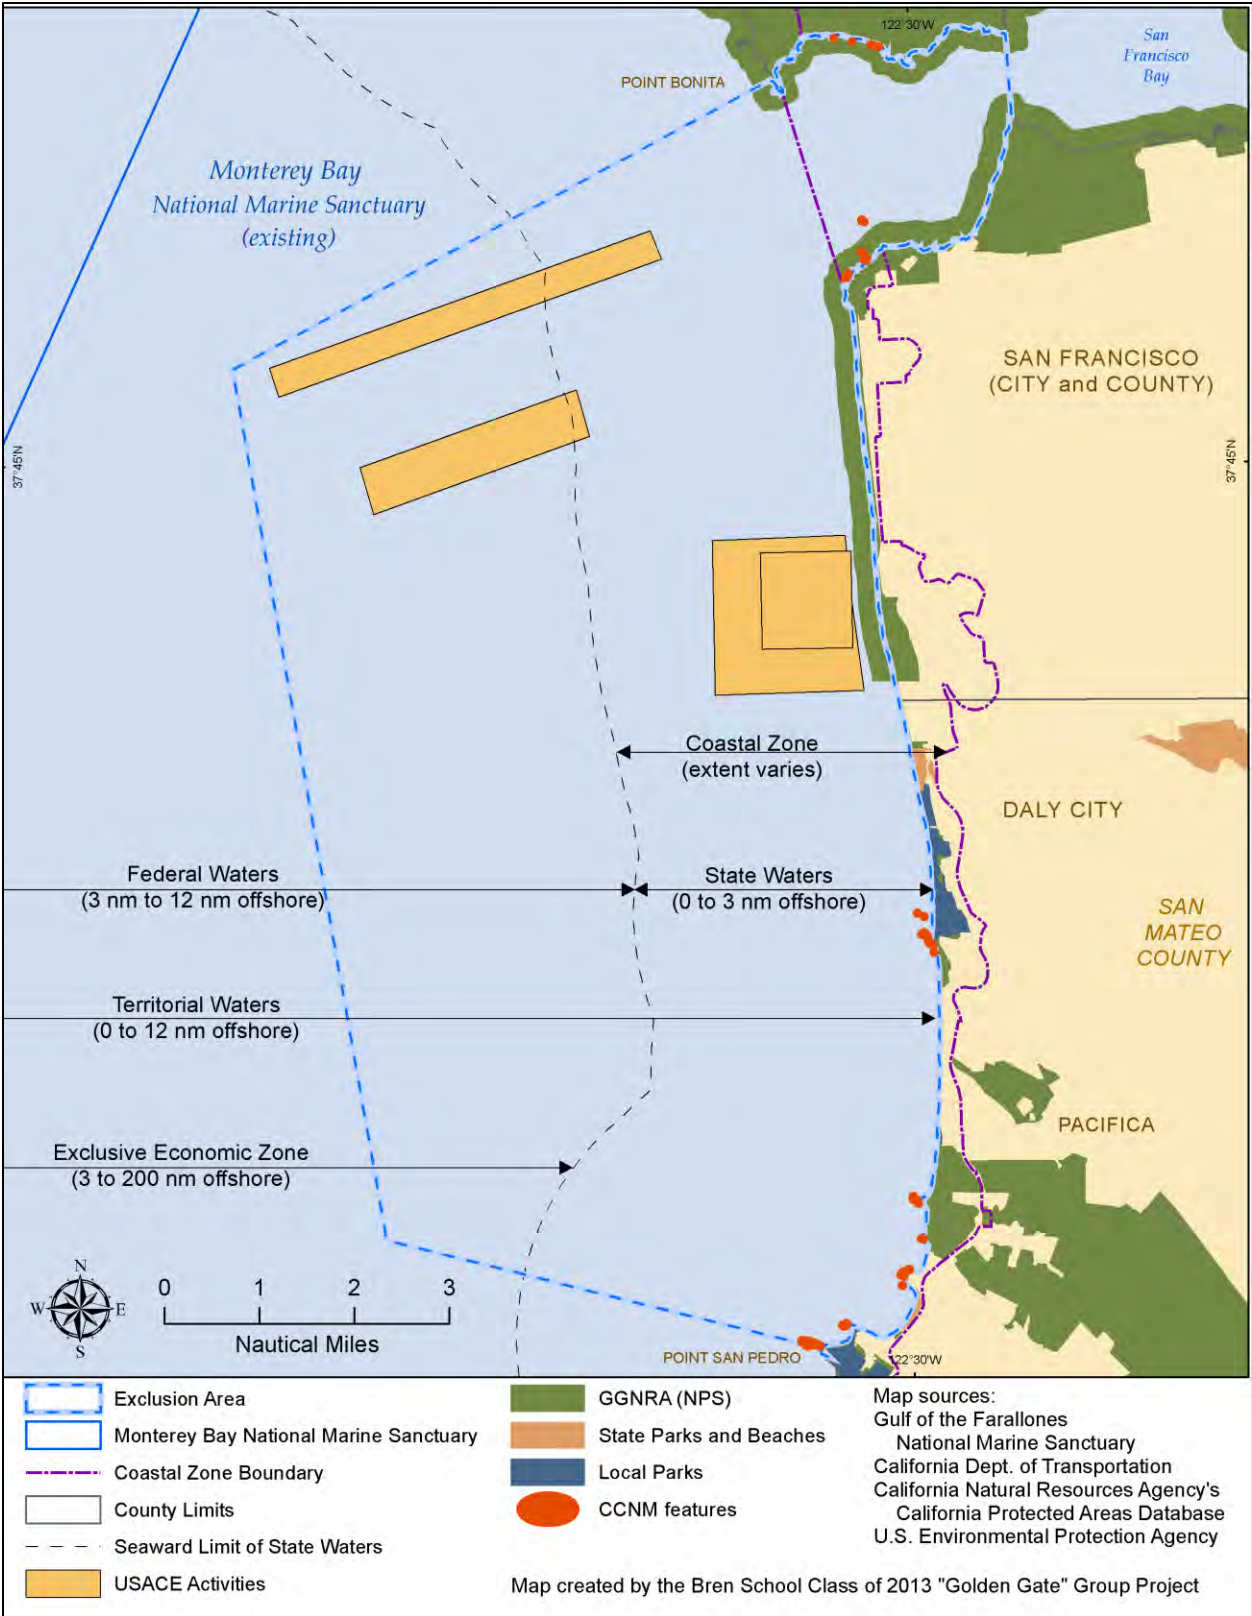 122°30'W
San
Francisco
Bay
POINT BONITA
Monterey Bay
National Marine Sanctuary
(existing)
SAN FRANCISCO
(CITY and COUNTY)
37°45'N
37°45'N
Coastal Zone
(extent varies)
DALY CITY
Federal Waters
(3 nm to 12 nm offshore)
State Waters
(0 to 3 nm offshore)
SAN
MATEO
COUNTY
Territorial Waters
(0 to 12 nm offshore)
PACIFICA
Exclusive Economic Zone
(3 to 200 nm offshore)
N
W E
S
0 1 2 3
Nautical Miles
POINT SAN PEDRO
122°30'W
Exclusion Area
Monterey Bay National Marine Sanctuary
Coastal Zone Boundary
County Limits
Seaward Limit of State Waters
USACE Activities
GGNRA (NPS)
State Parks and Beaches
Local Parks
CCNM features
Map sources:
Gulf of the Farallones
National Marine Sanctuary
California Dept. of Transportation
California Natural Resources Agency's
California Protected Areas Database
U.S. Environmental Protection Agency
Map created by the Bren School Class of 2013 "Golden Gate" Group Project